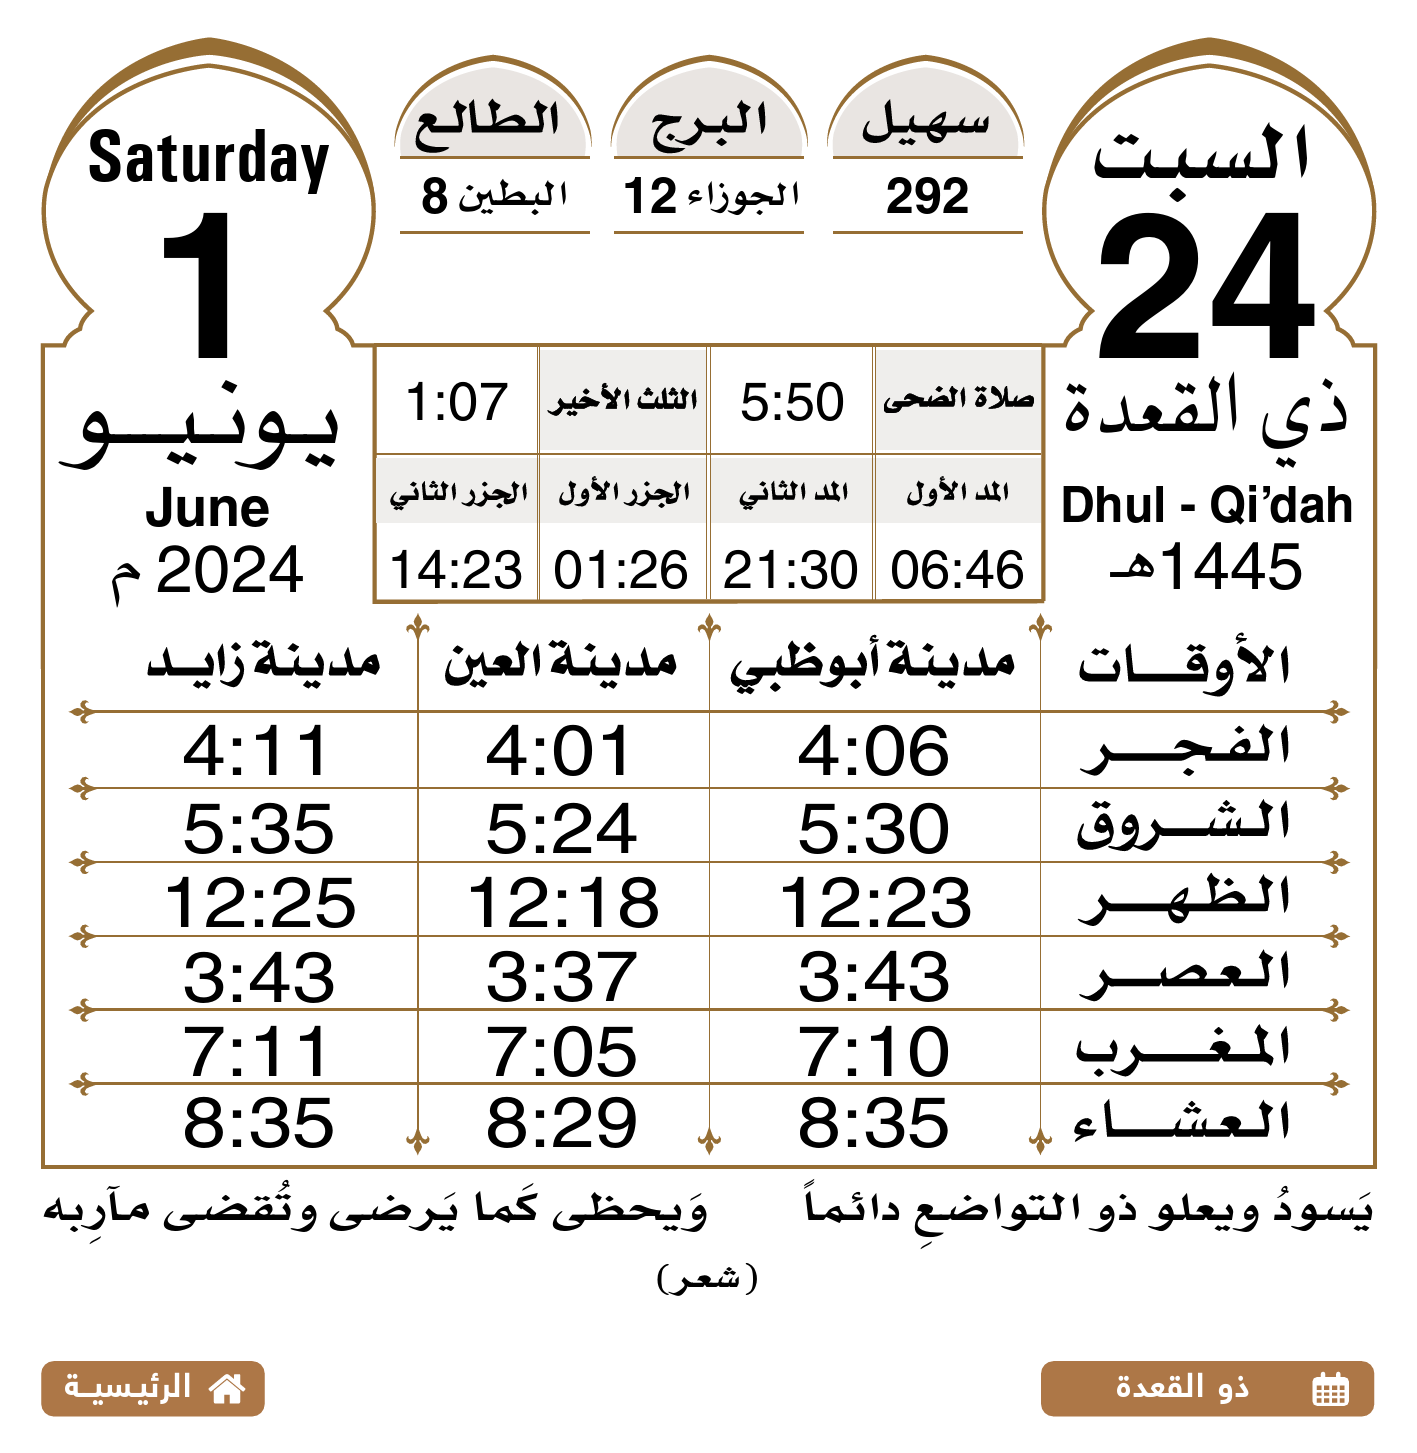 السبت
24
ذي القعدة
Dhul - Qi’dah
1445هـ
سهيل
292
البرج
الجوزاء 12
الطالع
البطين 8
Saturday
1
يونيو
June
2024 م
صلاة الضحى 5:50 الثلث الأخير 1:07
المد الأول المد الثاني الجزر الأول الجزر الثاني
06:46 21:30 01:26 14:23
الأوقات مدينة أبوظبي مدينة العين مدينة زايد
الفجر 4:06 4:01 4:11
الشروق 5:30 5:24 5:35
الظهر 12:23 12:18 12:25
العصر 3:43 3:37 3:43
المغرب 7:10 7:05 7:11
العشاء 8:35 8:29 8:35
يَسودُ ويعلو ذو التواضعِ دائماً وَيحظى كَما يَرضى وتُقضى مآرِبه
(شعر)
ذو القعدة
الرئيسية